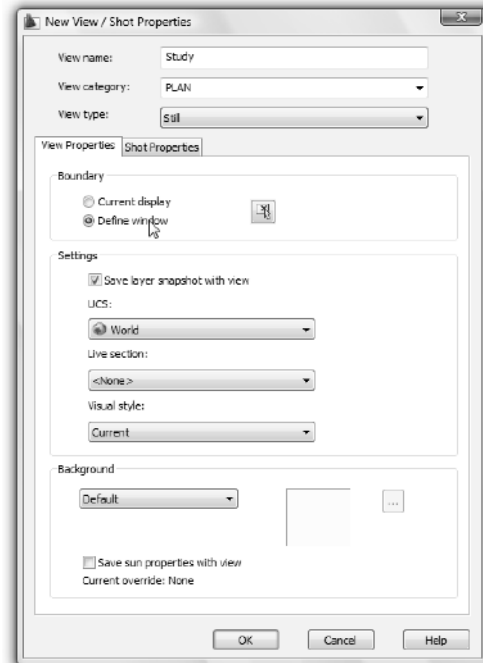 New View / Shot Properties
View name: Study
View category: PLAN
View type: Still
View Properties Shot Properties
Boundary
Current display
Define window
Settings
Save layer snapshot with view
UCS:
World
Live section:
<None>
Visual style:
Current
Background
Default
...
Save sun properties with view
Current override: None
OK Cancel Help